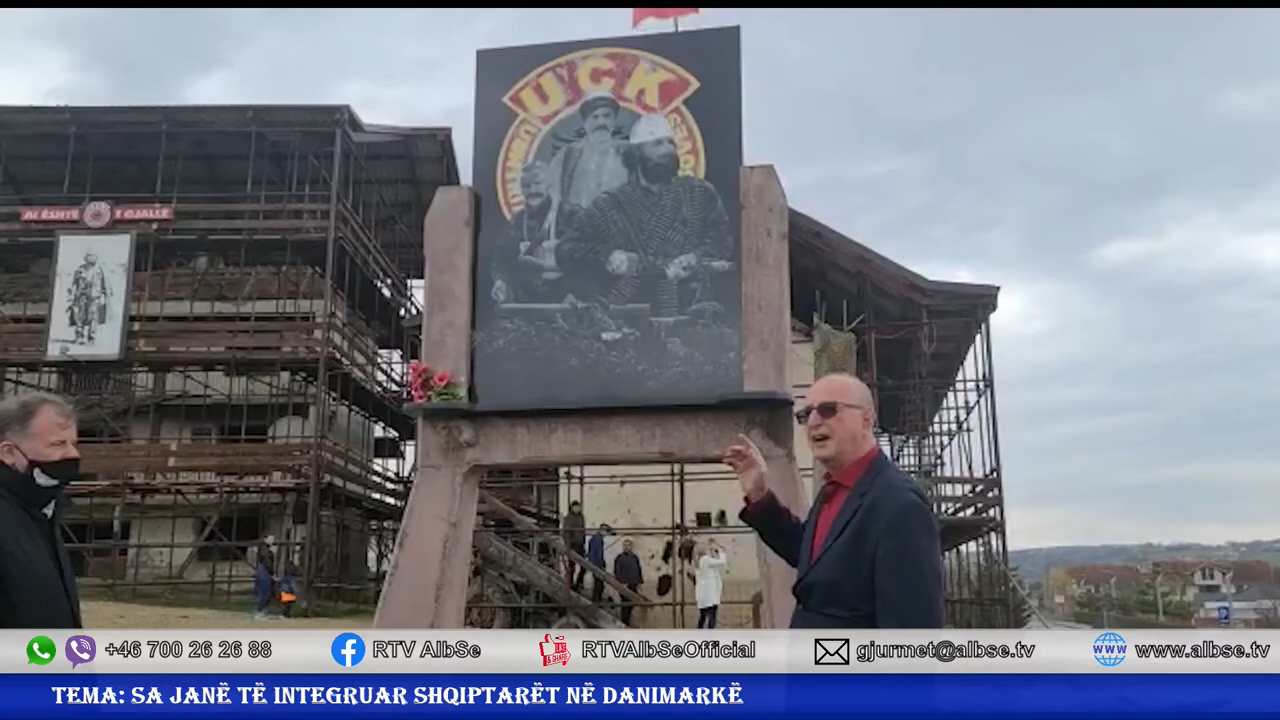 UÇK
AI ËSHTË E GJALLË
+46 700 26 26 88
RTV AlbSe
RTVAlbSeOfficial
gjurmet@albse.tv
www.albse.tv
TEMA: SA JANË TË INTEGRUAR SHQIPTARËT NË DANIMARKË